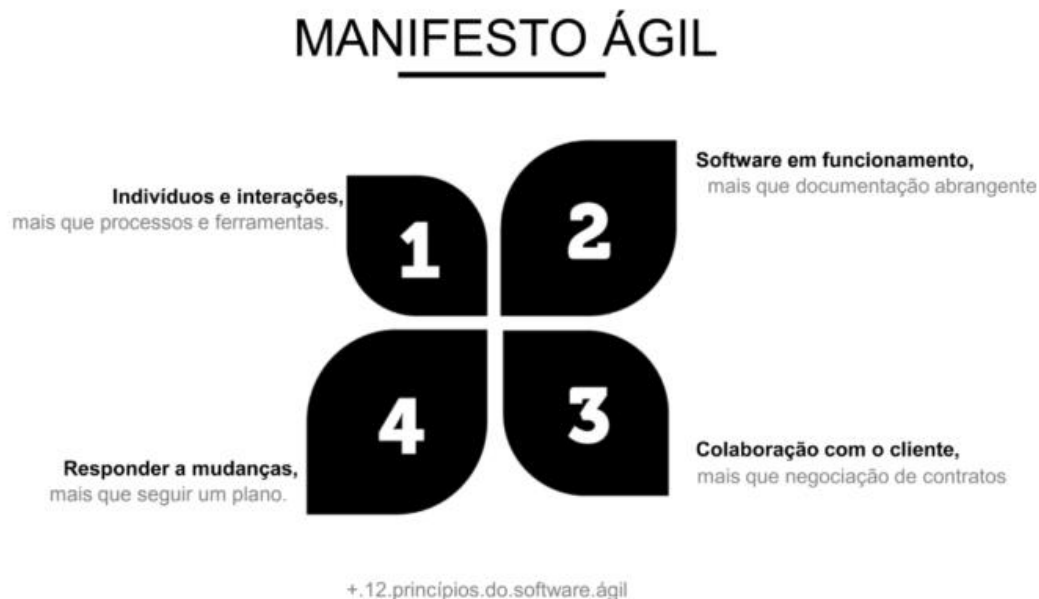 MANIFESTO ÁGIL
Indivíduos e interações,
mais que processos e ferramentas.
1
Software em funcionamento,
mais que documentação abrangente
2
Colaboração com o cliente,
mais que negociação de contratos
3
Responder a mudanças,
mais que seguir um plano.
4
+.12.princípios.do.software.ágil